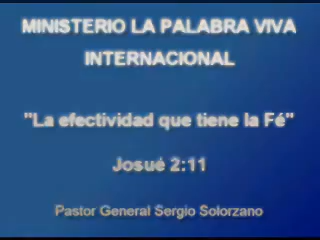 MINISTERIO LA PALABRA VIVA
INTERNACIONAL
"La efectividad que tiene la Fé"
Josué 2:11
Pastor General Sergio Solorzano